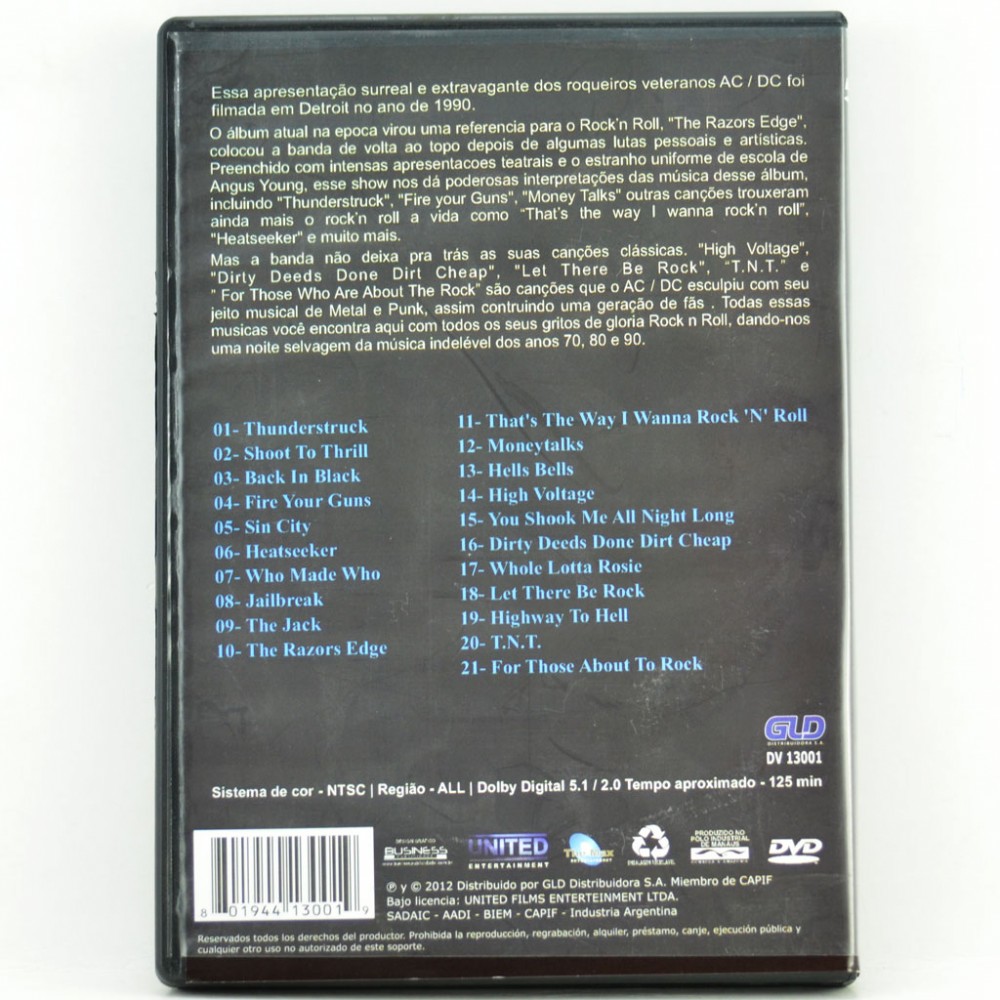 Essa apresentação surreal e extravagante dos roqueiros veteranos AC / DC foi
filmada em Detroit no ano de 1990.
O álbum atual na epoca virou uma referencia para o Rock'n Roll, "The Razors Edge",
colocou a banda de volta ao topo depois de algumas lutas pessoais e artísticas.
Preenchido com intensas apresentacoes teatrais e o estranho uniforme de escola de
Angus Young, esse show nos dá poderosas interpretações das música desse álbum,
incluindo "Thunderstruck", "Fire your Guns", "Money Talks" outras canções trouxeram
ainda mais o rock'n roll a vida como "That's the way I wanna rock'n roll",
"Heatseeker" e muito mais.
Mas a banda não deixa pra trás as suas canções clássicas. "High Voltage",
"Dirty Deeds Done Dirt Cheap", "Let There Be Rock", "T.N.T." e
" For Those Who Are About The Rock" são canções que o AC / DC esculpiu com seu
jeito musical de Metal e Punk, assim contruindo uma geração de fãs . Todas essas
musicas você encontra aqui com todos os seus gritos de gloria Rock n Roll, dando-nos
uma noite selvagem da música indelével dos anos 70, 80 e 90.
01- Thunderstruck
02- Shoot To Thrill
03- Back In Black
04- Fire Your Guns
05- Sin City
06- Heatseeker
07- Who Made Who
08- Jailbreak
09- The Jack
10- The Razors Edge
11- That's The Way I Wanna Rock 'N' Roll
12- Moneytalks
13- Hells Bells
14- High Voltage
15- You Shook Me All Night Long
16- Dirty Deeds Done Dirt Cheap
17- Whole Lotta Rosie
18- Let There Be Rock
19- Highway To Hell
20- T.N.T.
21- For Those About To Rock
GLD
DISTRIBUIDORA S.A.
DV 13001
Sistema de cor - NTSC | Região - ALL | Dolby Digital 5.1 / 2.0 Tempo aproximado - 125 min
BUSINESS
UNITED
ENTERTAINMENT
PRODUZIDO NO
PÓLO INDUSTRIAL
DE MANAUS
DVD
8 01944 13001 9
℗ y © 2012 Distribuido por GLD Distribuidora S.A. Miembro de CAPIF
Bajo licencia: UNITED FILMS ENTERTEINMENT LTDA.
SADAIC - AADI - BIEM - CAPIF - Industria Argentina
Reservados todos los derechos del productor. Prohibida la reproducción, regrabación, alquiler, préstamo, canje, ejecución pública y
cualquier otro uso no autorizado de este soporte.